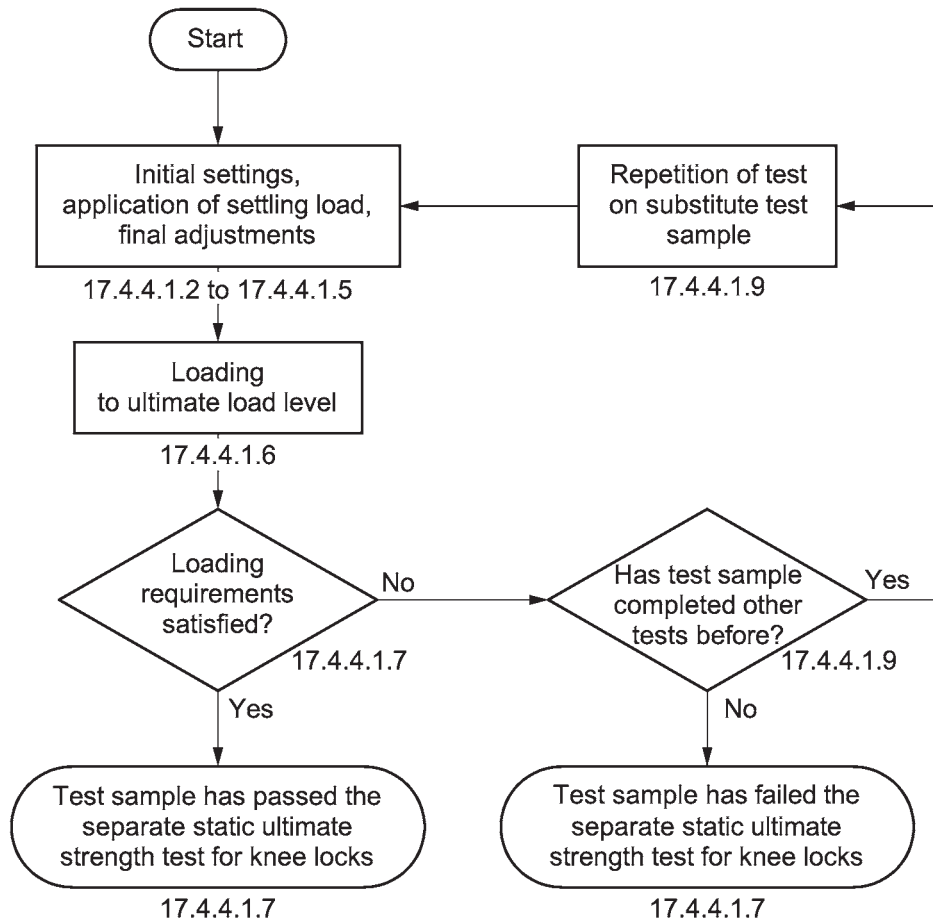 Start
Initial settings,
application of settling load,
final adjustments
17.4.4.1.2 to 17.4.4.1.5
Repetition of test
on substitute test
sample
17.4.4.1.9
Loading
to ultimate load level
17.4.4.1.6
Loading
requirements
satisfied?
No
17.4.4.1.7
Yes
Has test sample
completed other
tests before?
Yes
17.4.4.1.9
No
Test sample has passed the
separate static ultimate
strength test for knee locks
17.4.4.1.7
Test sample has failed the
separate static ultimate
strength test for knee locks
17.4.4.1.7